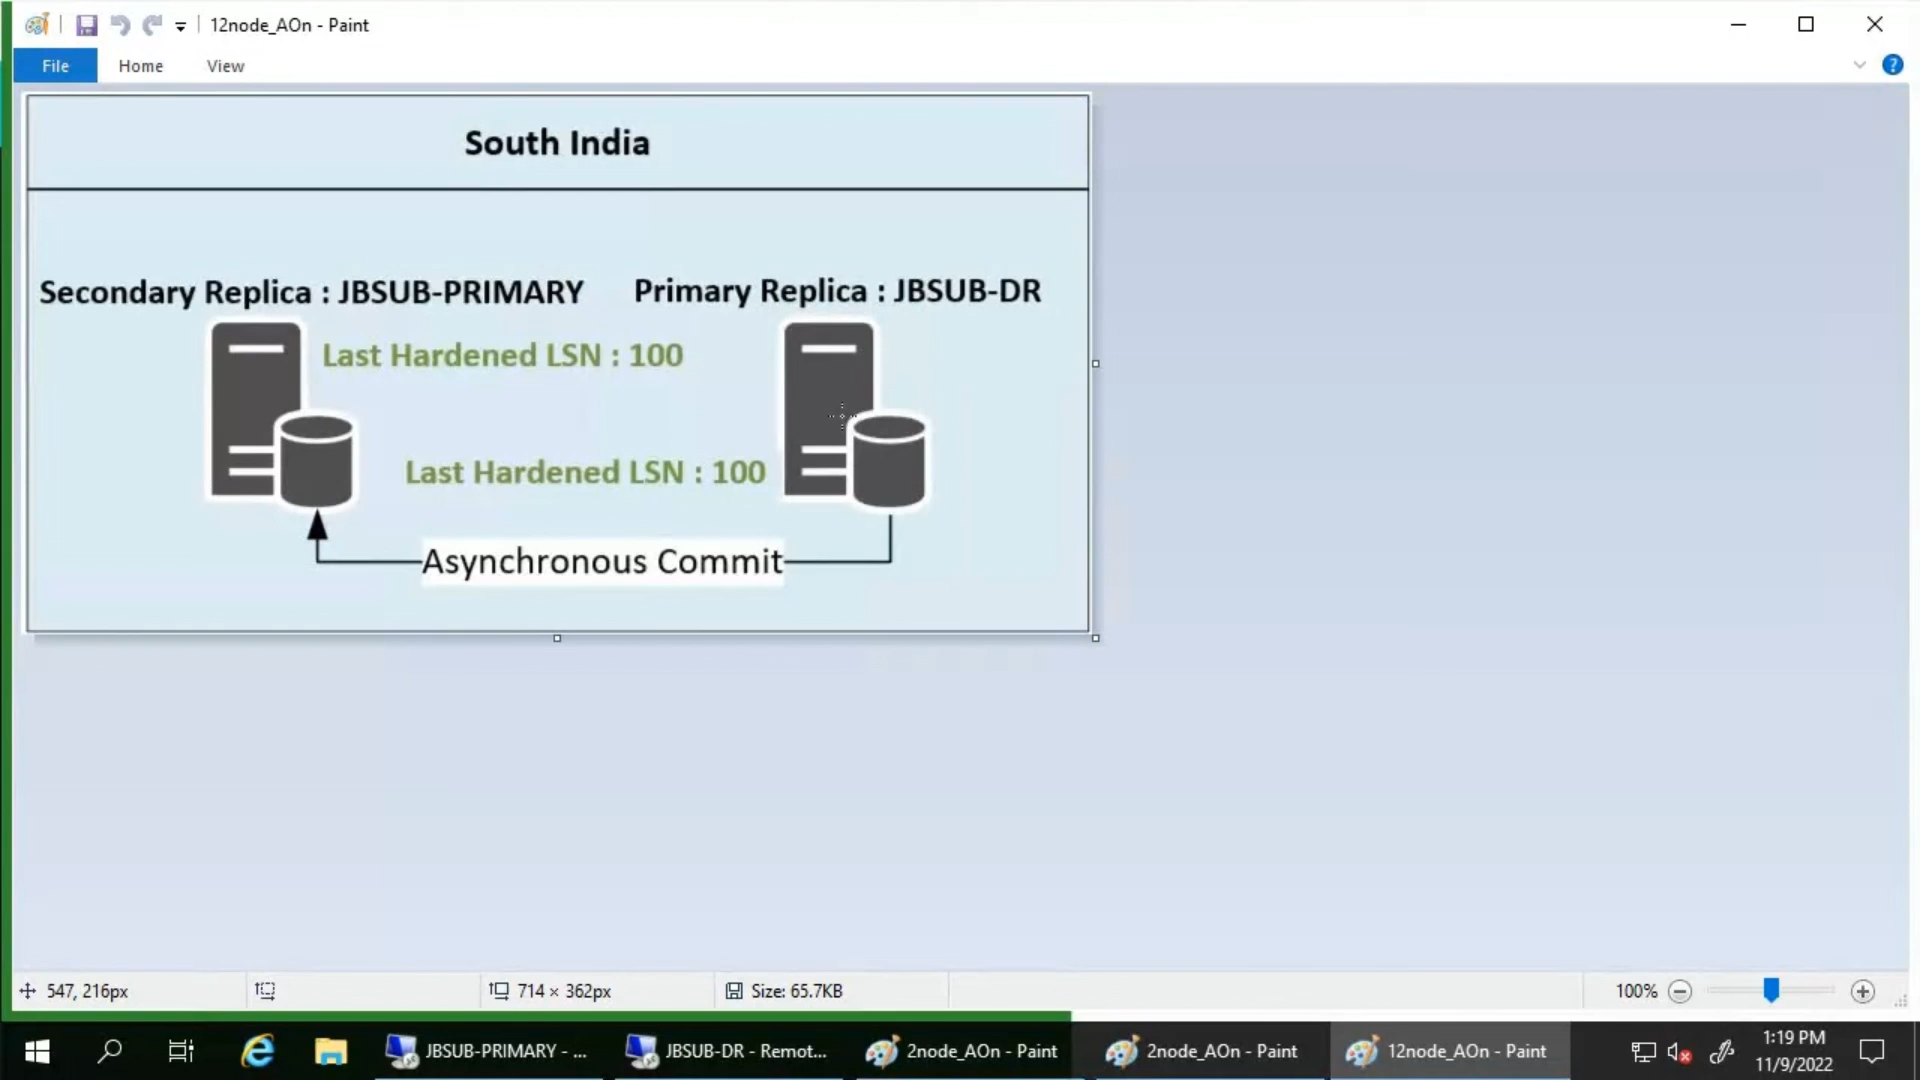 12node_AOn - Paint
File
Home
View
?
South India
Secondary Replica : JBSUB-PRIMARY
Primary Replica : JBSUB-DR
Last Hardened LSN : 100
Last Hardened LSN : 100
Asynchronous Commit
547, 216px
714 × 362px
Size: 65.7KB
100%
JBSUB-PRIMARY - ...
JBSUB-DR - Remot...
2node_AOn - Paint
2node_AOn - Paint
12node_AOn - Paint
1:19 PM
11/9/2022